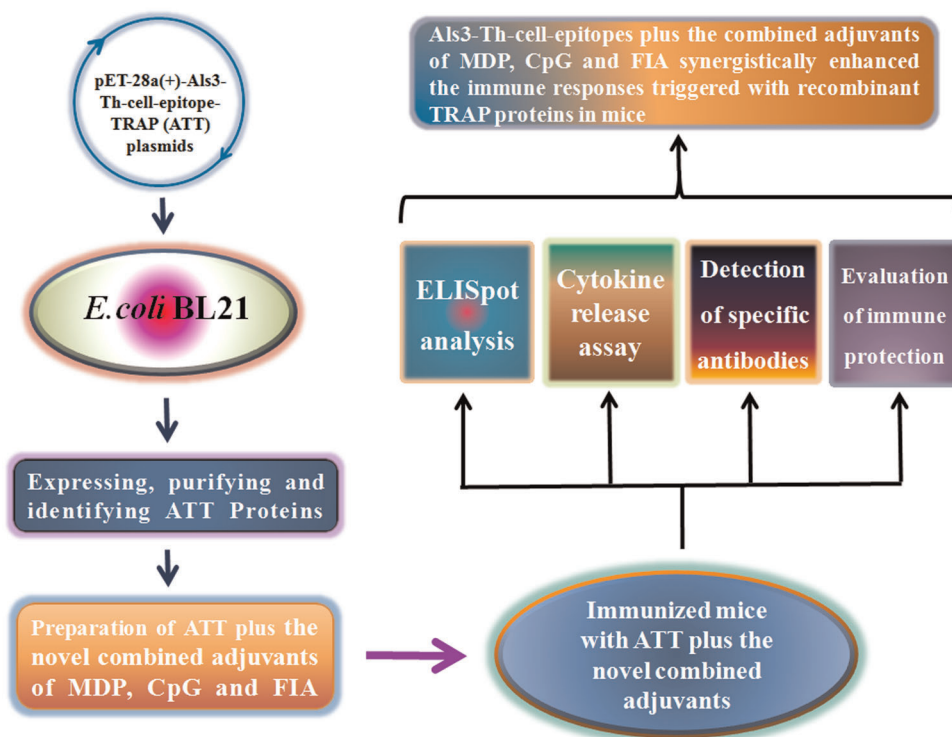 pET-28a(+)-Als3-
Th-cell-epitope-
TRAP (ATT)
plasmids
E.coli BL21
Expressing, purifying and
identifying ATT Proteins
Preparation of ATT plus the
novel combined adjuvants
of MDP, CpG and FIA
Immunized mice
with ATT plus the
novel combined
adjuvants
ELISpot
analysis
Cytokine
release
assay
Detection
of specific
antibodies
Evaluation
of immune
protection
Als3-Th-cell-epitopes plus the combined adjuvants
of MDP, CpG and FIA synergistically enhanced
the immune responses triggered with recombinant
TRAP proteins in mice